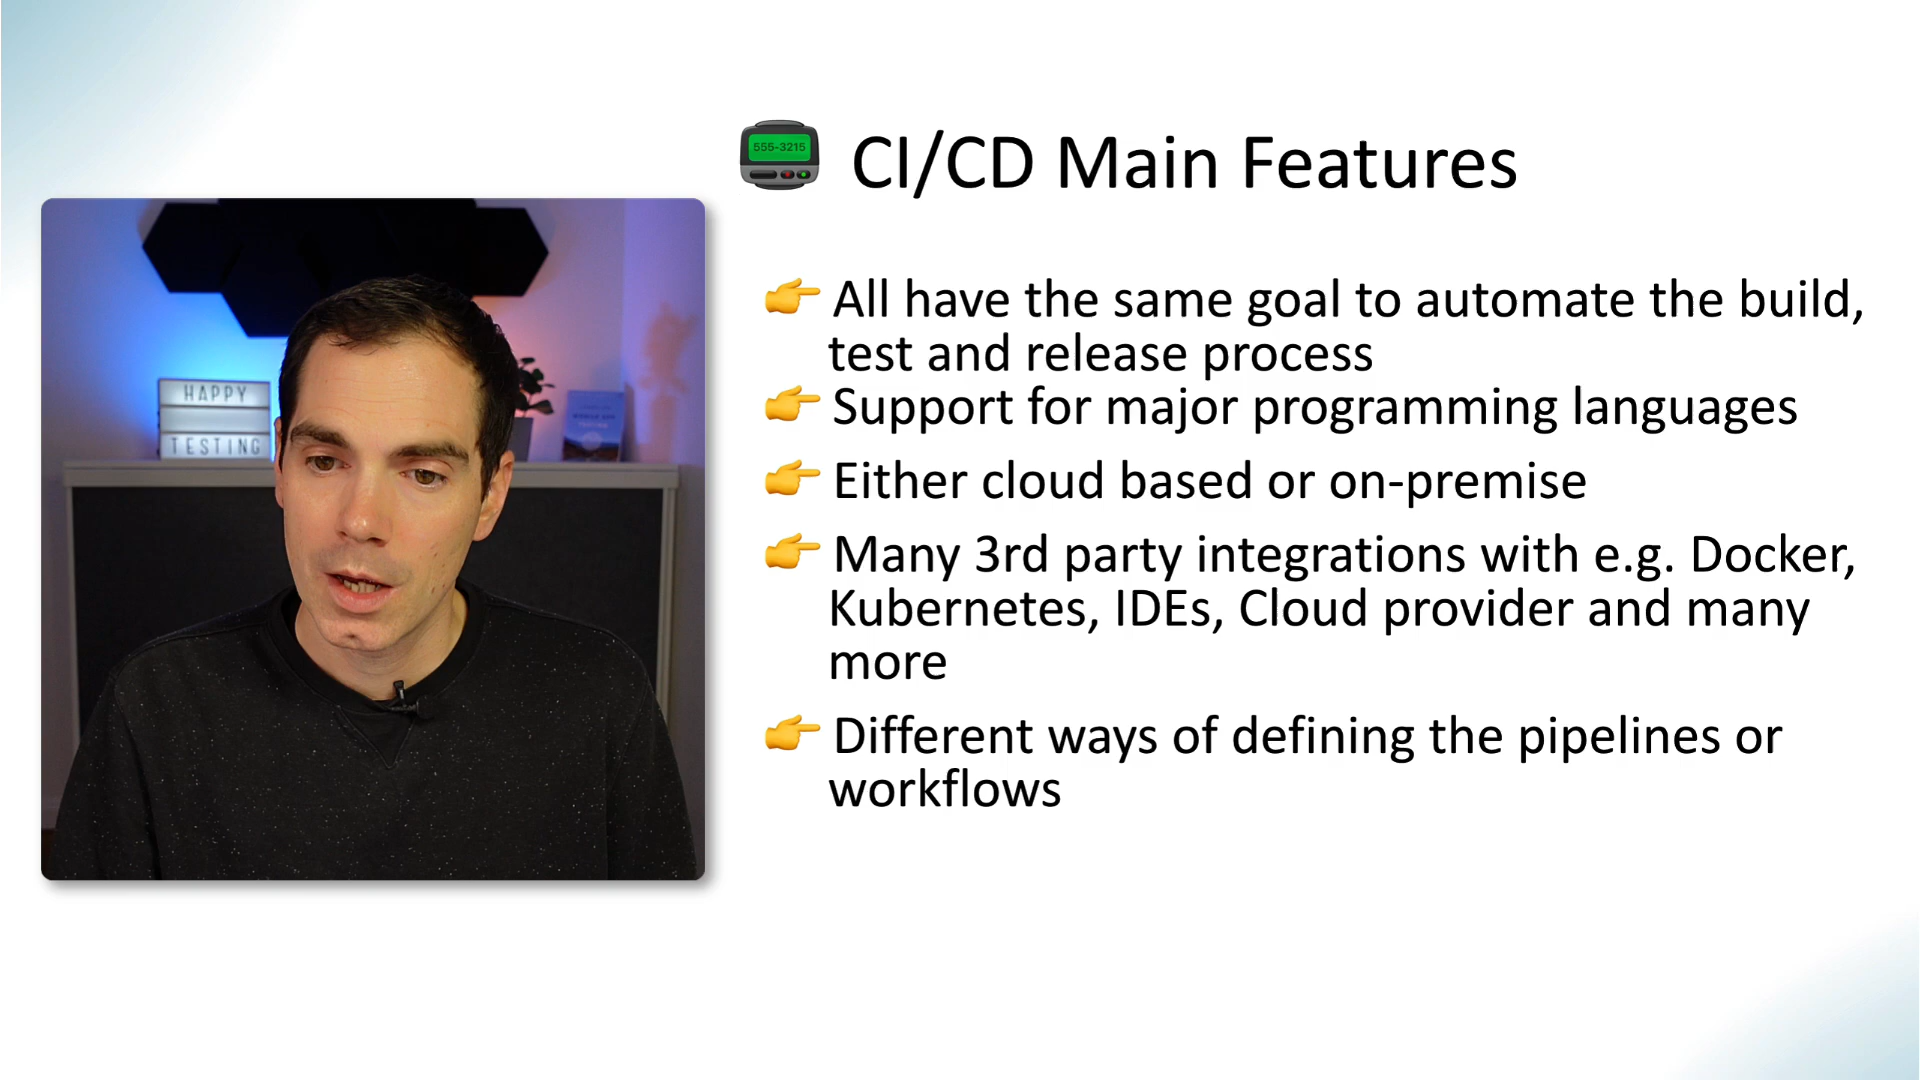 555-3215
CI/CD Main Features
HAPPY
TESTING
👉 All have the same goal to automate the build,
test and release process
👉 Support for major programming languages
👉 Either cloud based or on-premise
👉 Many 3rd party integrations with e.g. Docker,
Kubernetes, IDEs, Cloud provider and many
more
👉 Different ways of defining the pipelines or
workflows